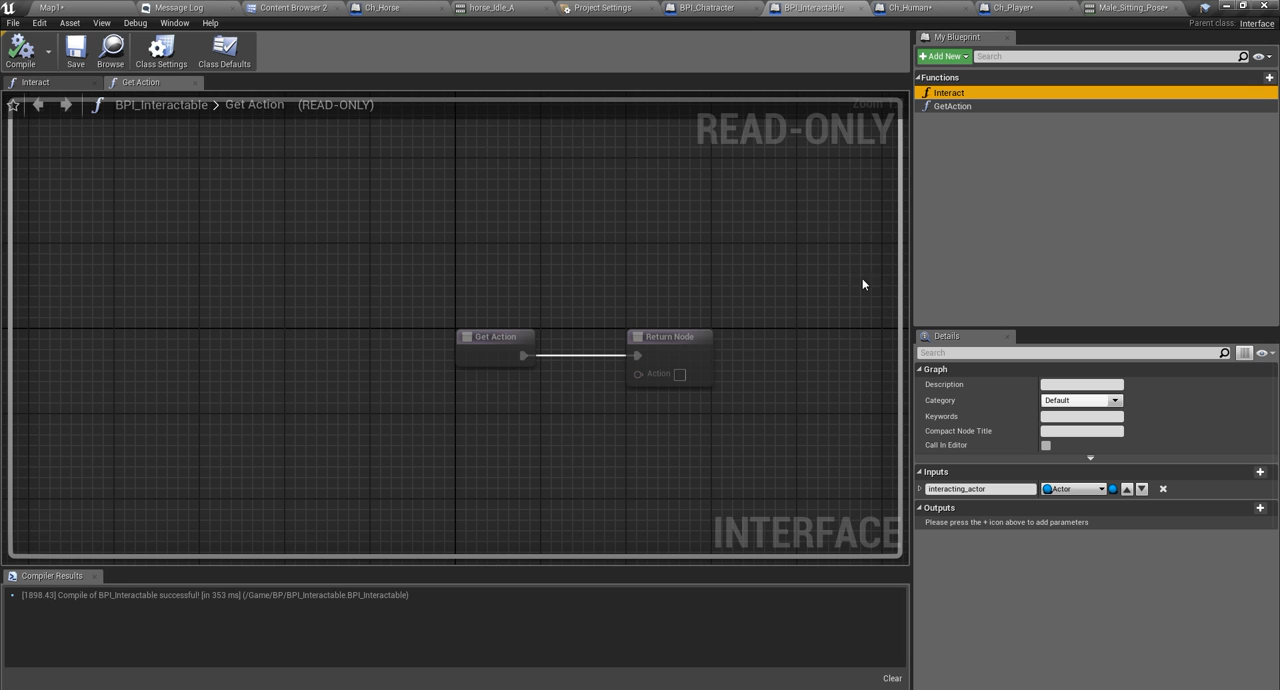 Map1*
Message Log
Content Browser 2
Ch_Horse
horse_Idle_A
Project Settings
BPI_Chatracter
BPI_Interactable
Ch_Human*
Ch_Player*
Male_Sitting_Pose*
File Edit Asset View Debug Window Help
Parent class: Interface
Compile
Save
Browse
Class Settings
Class Defaults
Interact
Get Action
BPI_Interactable > Get Action (READ-ONLY)
READ-ONLY
Get Action
Return Node
Action
INTERFACE
Compiler Results
[1898.43] Compile of BPI_Interactable successful! [in 353 ms] (/Game/BP/BPI_Interactable.BPI_Interactable)
Clear
My Blueprint
+ Add New
Search
Functions
Interact
GetAction
Details
Search
Graph
Description
Category Default
Keywords
Compact Node Title
Call In Editor
Inputs
interacting_actor Actor
Outputs
Please press the + icon above to add parameters